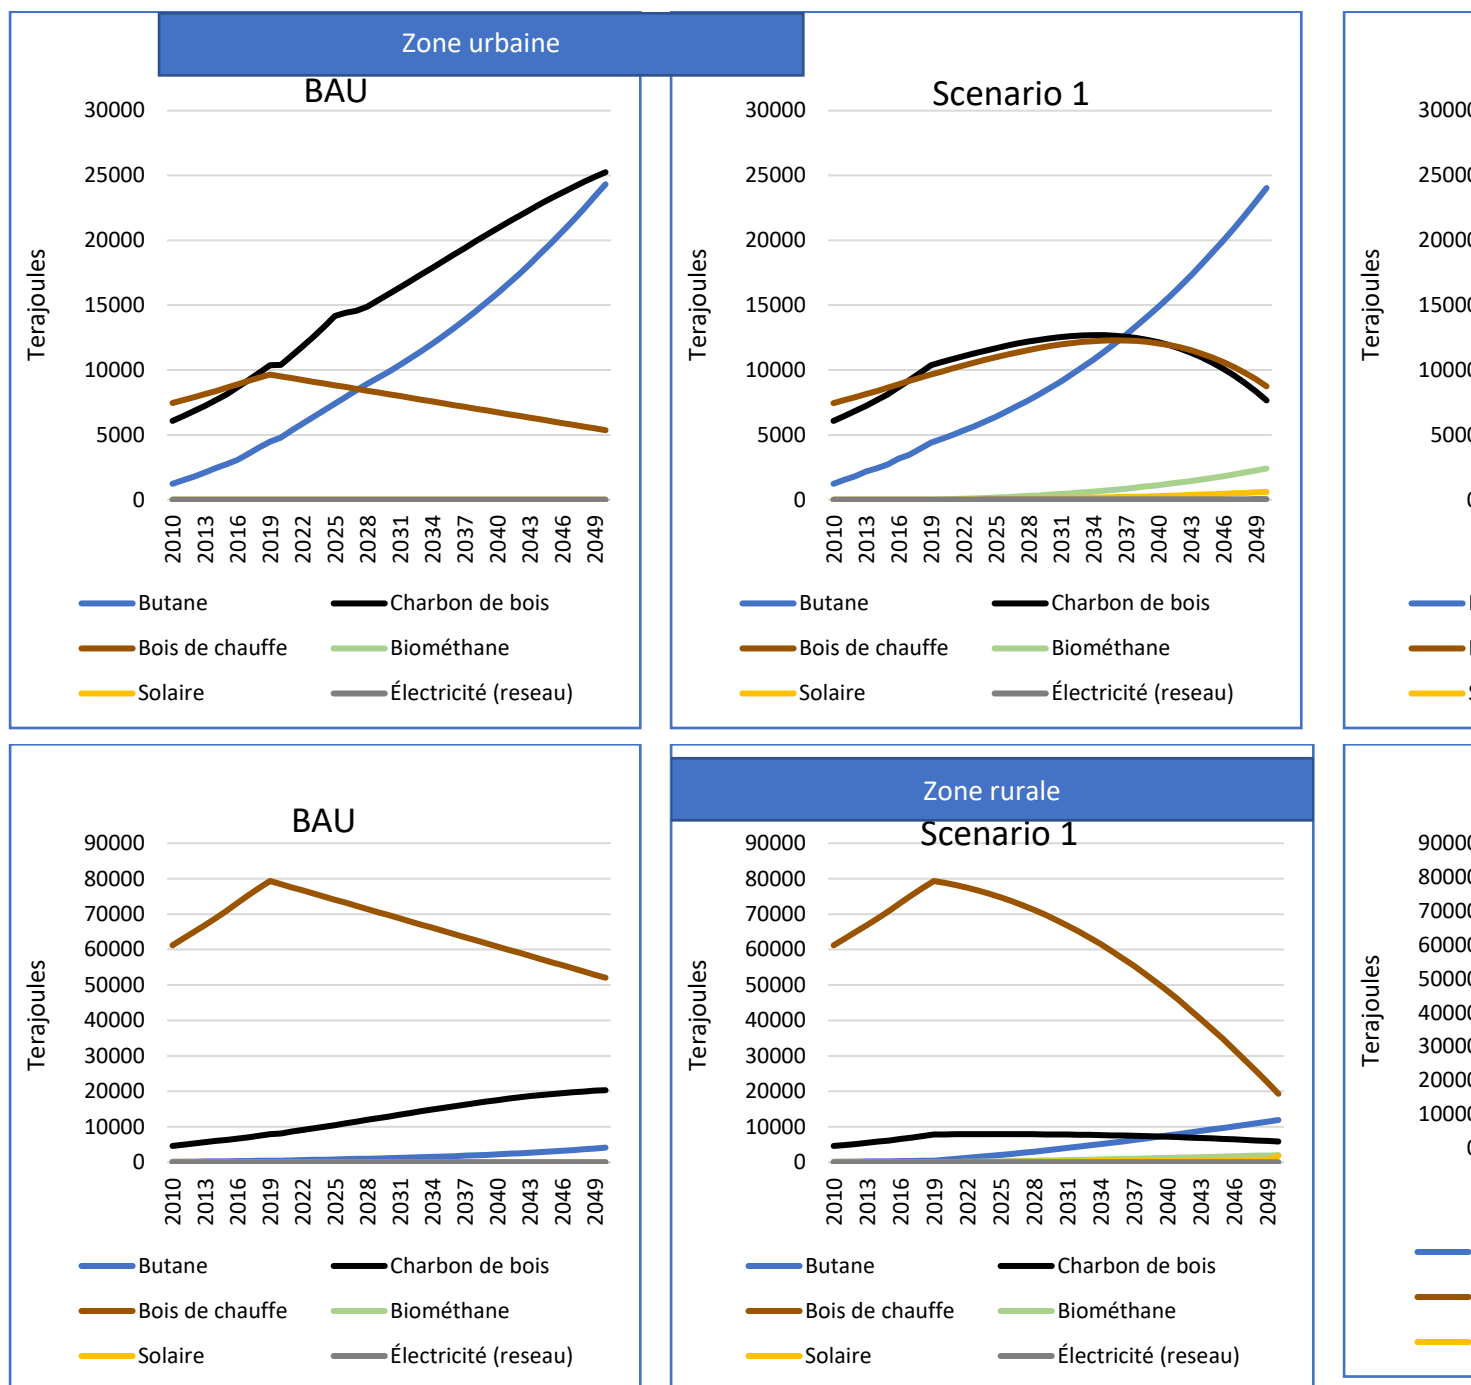 Zone urbaine
BAU
30000
25000
20000
15000
10000
5000
0
Terajoules
2010 2013 2016 2019 2022 2025 2028 2031 2034 2037 2040 2043 2046 2049
Butane Charbon de bois
Bois de chauffe Biométhane
Solaire Électricité (reseau)
Scenario 1
30000
25000
20000
15000
10000
5000
0
Terajoules
2010 2013 2016 2019 2022 2025 2028 2031 2034 2037 2040 2043 2046 2049
Butane Charbon de bois
Bois de chauffe Biométhane
Solaire Électricité (reseau)
Terajoules
BAU
90000
80000
70000
60000
50000
40000
30000
20000
10000
0
Terajoules
2010 2013 2016 2019 2022 2025 2028 2031 2034 2037 2040 2043 2046 2049
Butane Charbon de bois
Bois de chauffe Biométhane
Solaire Électricité (reseau)
Zone rurale
Scenario 1
90000
80000
70000
60000
50000
40000
30000
20000
10000
0
Terajoules
2010 2013 2016 2019 2022 2025 2028 2031 2034 2037 2040 2043 2046 2049
Butane Charbon de bois
Bois de chauffe Biométhane
Solaire Électricité (reseau)
Terajoules